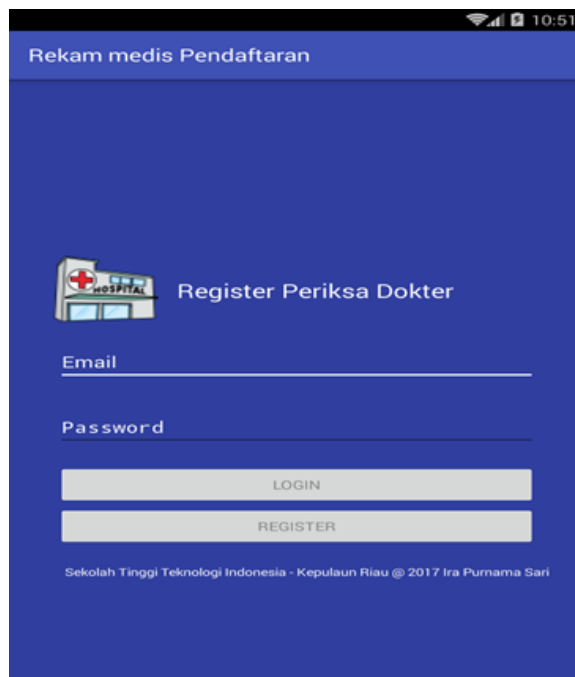 10:51
Rekam medis Pendaftaran
HOSPITAL
Register Periksa Dokter
Email
Password
LOGIN
REGISTER
Sekolah Tinggi Teknologi Indonesia - Kepulaun Riau @ 2017 Ira Purnama Sari